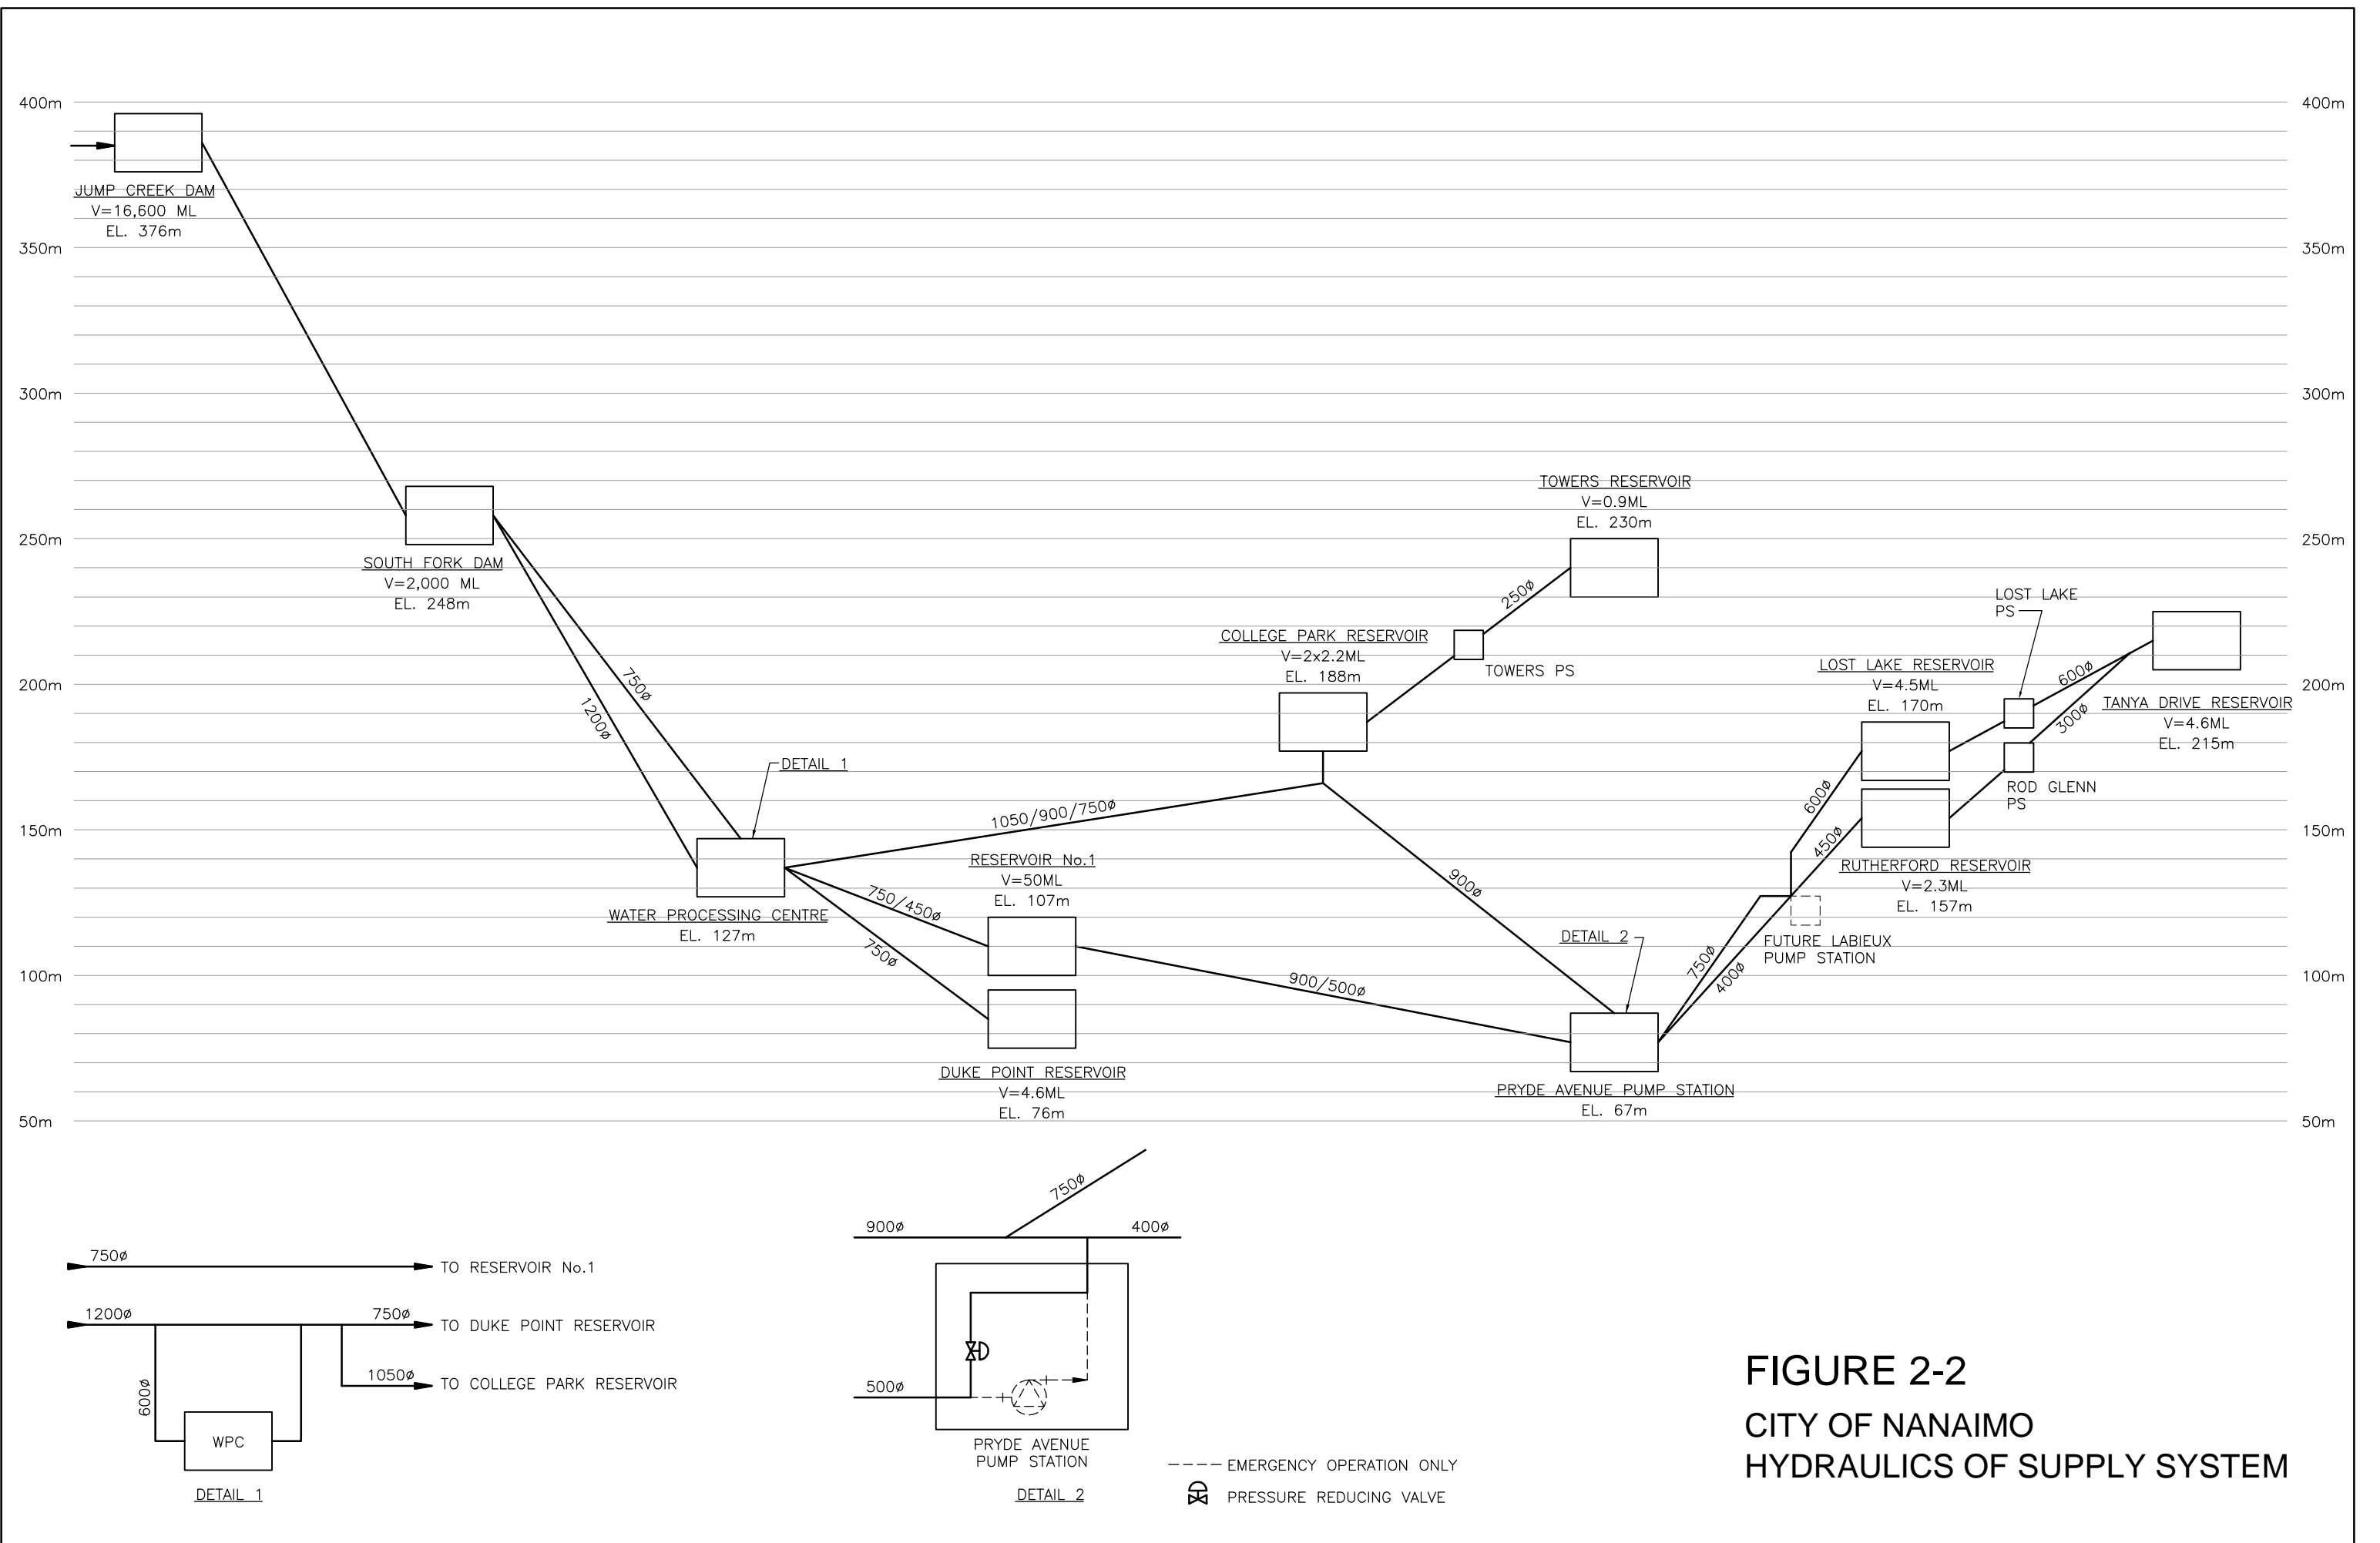 400m
400m
JUMP CREEK DAM
V=16,600 ML
EL. 376m
350m
350m
300m
300m
250m
250m
SOUTH FORK DAM
V=2,000 ML
EL. 248m
TOWERS RESERVOIR
V=0.9ML
EL. 230m
250ø
TOWERS PS
COLLEGE PARK RESERVOIR
V=2x2.2ML
EL. 188m
LOST LAKE
PS
LOST LAKE RESERVOIR
V=4.5ML
EL. 170m
600ø
300ø
TANYA DRIVE RESERVOIR
V=4.6ML
EL. 215m
200m
200m
750ø
1200ø
DETAIL 1
1050/900/750ø
ROD GLENN
PS
600ø
450ø
150m
150m
RUTHERFORD RESERVOIR
V=2.3ML
EL. 157m
WATER PROCESSING CENTRE
EL. 127m
RESERVOIR No.1
V=50ML
EL. 107m
750/450ø
750ø
900ø
DETAIL 2
FUTURE LABIEUX
PUMP STATION
750ø
400ø
100m
100m
900/500ø
DUKE POINT RESERVOIR
V=4.6ML
EL. 76m
PRYDE AVENUE PUMP STATION
EL. 67m
50m
50m
750ø
TO RESERVOIR No.1
1200ø
750ø
TO DUKE POINT RESERVOIR
1050ø
TO COLLEGE PARK RESERVOIR
600ø
WPC
DETAIL 1
750ø
900ø
400ø
500ø
PRYDE AVENUE
PUMP STATION
DETAIL 2
EMERGENCY OPERATION ONLY
PRESSURE REDUCING VALVE
FIGURE 2-2
CITY OF NANAIMO
HYDRAULICS OF SUPPLY SYSTEM